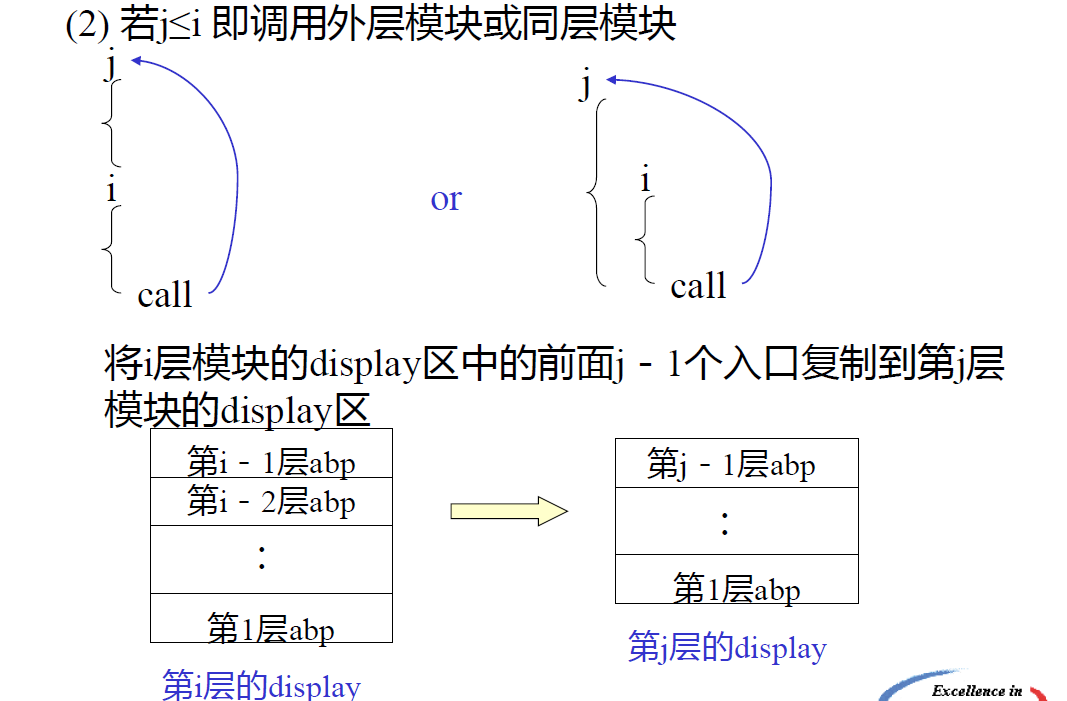 (2) 若j≤i 即调用外层模块或同层模块
j
i
call
or
j
i
call
将i层模块的display区中的前面j－1个入口复制到第j层
模块的display区
第i－1层abp
第i－2层abp
:
第1层abp
第i层的display
第j－1层abp
:
第1层abp
第j层的display
Excellence in